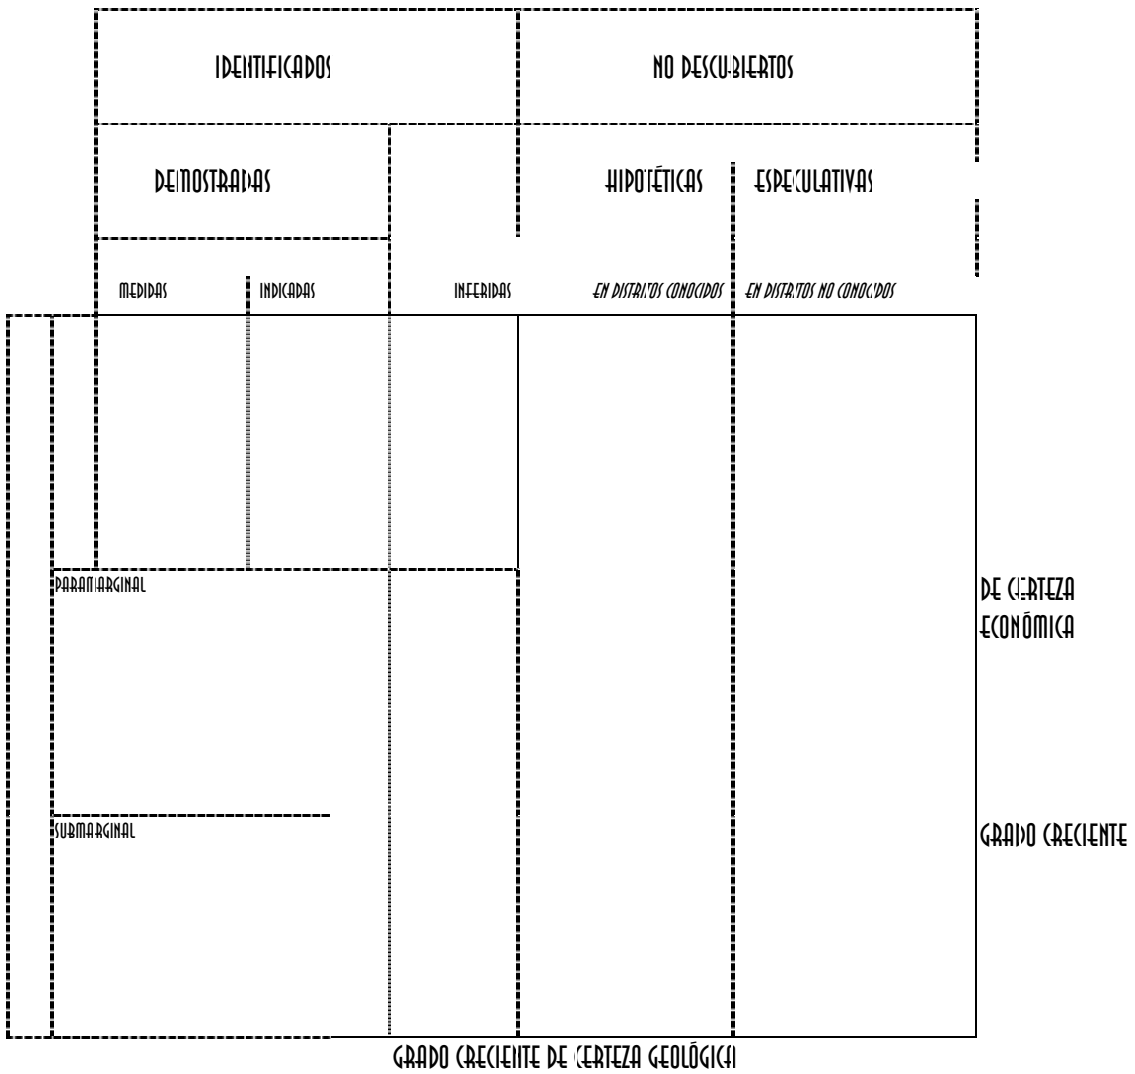 IDENTIFICADOS NO DESCUBIERTOS
DEMOSTRADAS HIPOTÉTICAS ESPECULATIVAS
MEDIDAS INDICADAS INFERIDAS EN DISTRITOS CONOCIDOS EN DISTRITOS NO CONOCIDOS
PARAMARGINAL
DE CERTEZA
ECONÓMICA
SUBMARGINAL
GRADO CRECIENTE
GRADO CRECIENTE DE CERTEZA GEOLÓGICA